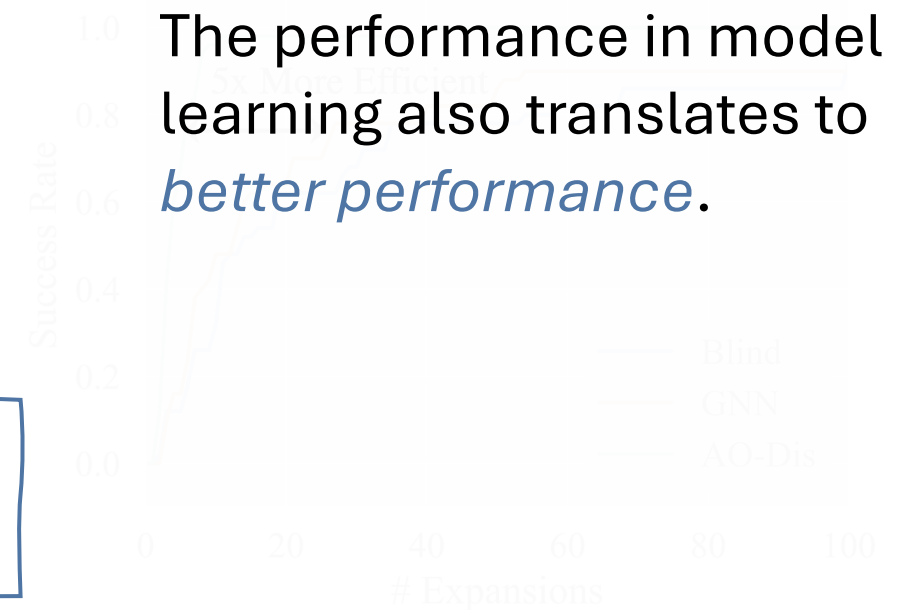 The performance in model
learning also translates to
better performance.
1.0
5x More Efficient
0.8
0.6
0.4
0.2
0.0
Success Rate
Blind
GNN
AO-Dis
0 20 40 60 80 100
# Expansions